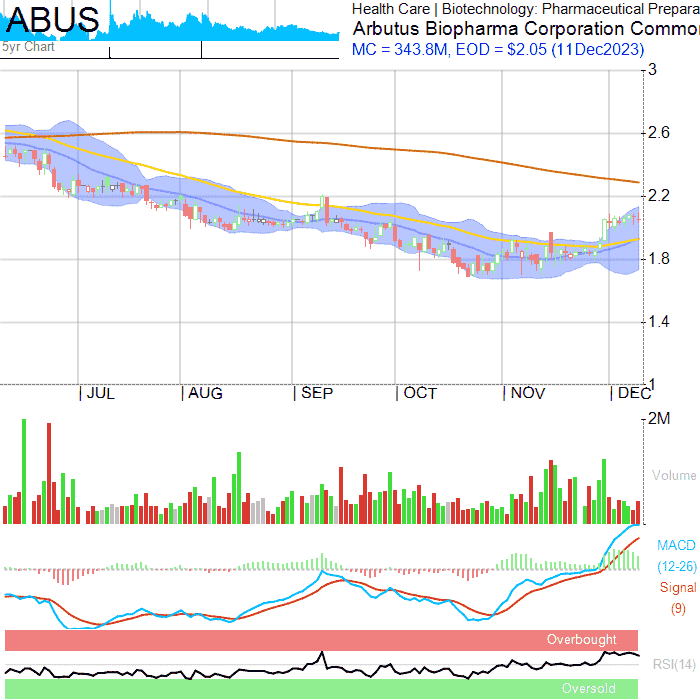 ABUS
5yr Chart
Health Care | Biotechnology: Pharmaceutical Prepara
Arbutus Biopharma Corporation Commo
MC = 343.8M, EOD = $2.05 (11Dec2023)
3
2.6
2.2
1.8
1.4
1
| JUL | AUG | SEP | OCT | NOV | DEC
2M
Volume
MACD
(12-26)
Signal
(9)
Overbought
RSI(14)
Oversold